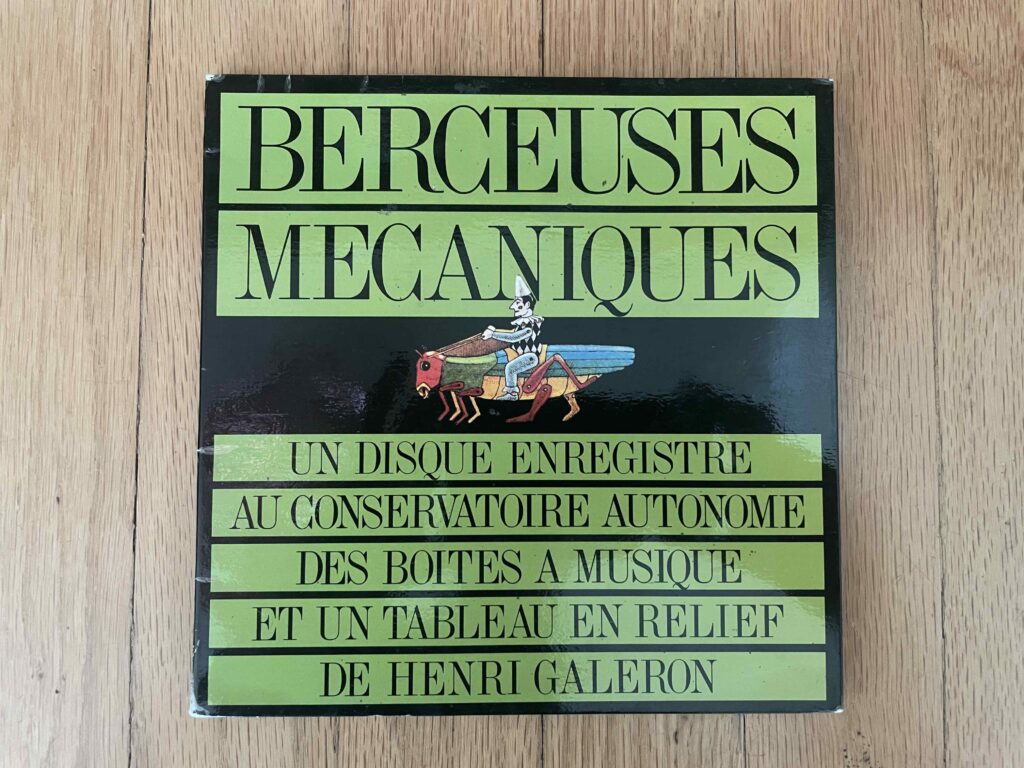 BERCEUSES
MECANIQUES
UN DISQUE ENREGISTRE
AU CONSERVATOIRE AUTONOME
DES BOITES A MUSIQUE
ET UN TABLEAU EN RELIEF
DE HENRI GALERON